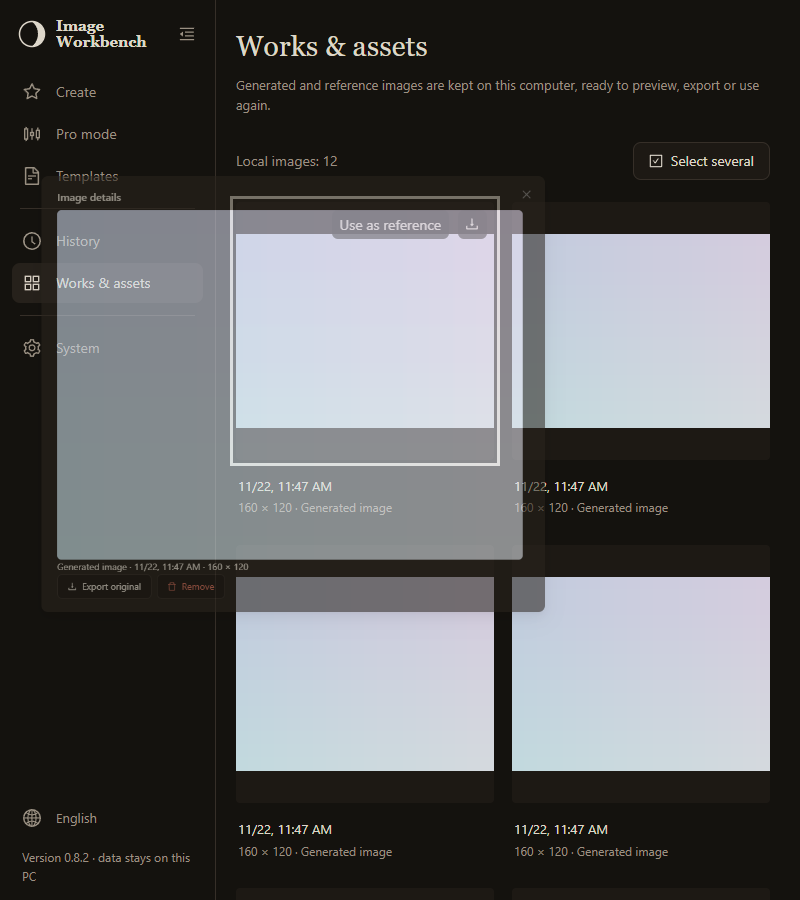 Image
Workbench
Create
Pro mode
Templates
History
Works & assets
System
English
Version 0.8.2 · data stays on this
PC
Works & assets
Generated and reference images are kept on this computer, ready to preview, export or use
again.
Local images: 12
Select several
Image details
Use as reference
11/22, 11:47 AM
160 × 120 · Generated image
11/22, 11:47 AM
160 × 120 · Generated image
Generated image · 11/22, 11:47 AM · 160 × 120
Export original
Remove
11/22, 11:47 AM
160 × 120 · Generated image
11/22, 11:47 AM
160 × 120 · Generated image